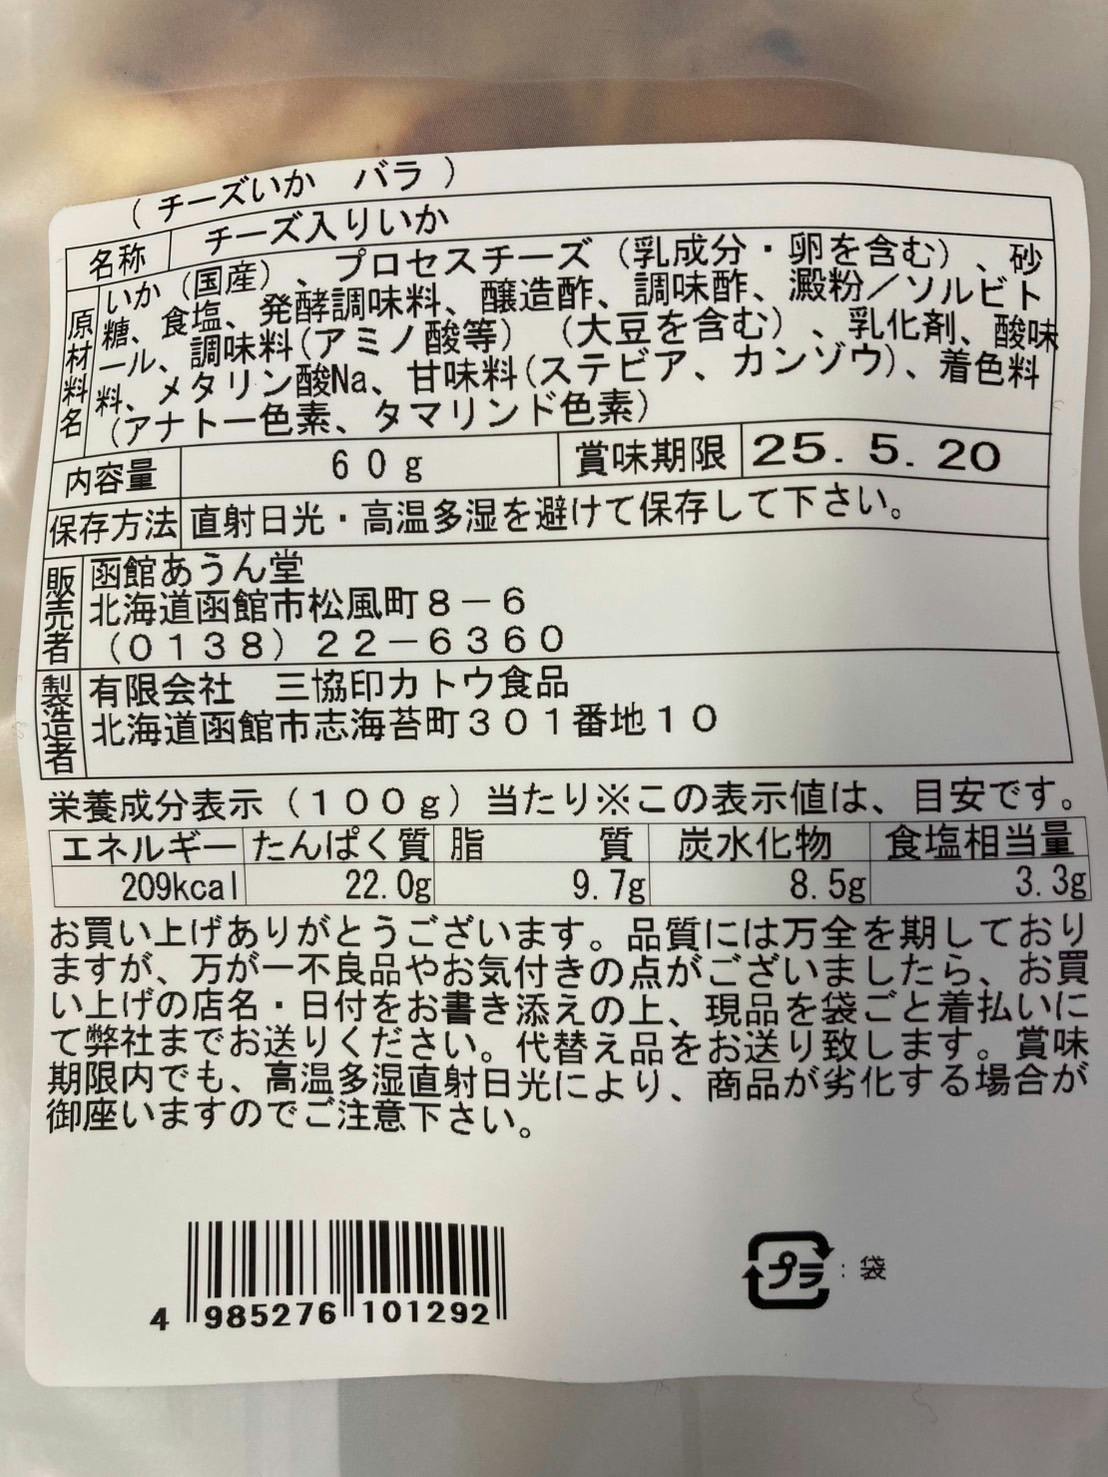 （チーズいか　バラ）
名称　チーズ入りいか
原材料名　いか（国産）、プロセスチーズ（乳成分・卵を含む）、砂
糖、食塩、発酵調味料、醸造酢、調味酢、澱粉／ソルビト
ール、調味料（アミノ酸等）（大豆を含む）、乳化剤、酸味
料、メタリン酸Na、甘味料（ステビア、カンゾウ）、着色料
（アナトー色素、タマリンド色素）
内容量　60g　賞味期限　25. 5. 20
保存方法　直射日光・高温多湿を避けて保存して下さい。
販売者　函館あうん堂
北海道函館市松風町８－６
（０１３８）２２－６３６０
製造者　有限会社　三協印カトウ食品
北海道函館市志海苔町３０１番地１０
栄養成分表示（１００ｇ）当たり※この表示値は、目安です。
エネルギー　たんぱく質　脂質　炭水化物　食塩相当量
209kcal　22.0g　9.7g　8.5g　3.3g
お買い上げありがとうございます。品質には万全を期しており
ますが、万が一不良品やお気付きの点がございましたら、お買
い上げの店名・日付をお書き添えの上、現品を袋ごと着払いに
て弊社までお送りください。代替え品をお送り致します。賞味
期限内でも、高温多湿直射日光により、商品が劣化する場合が
御座いますのでご注意下さい。
4 985276 101292
プラ：袋